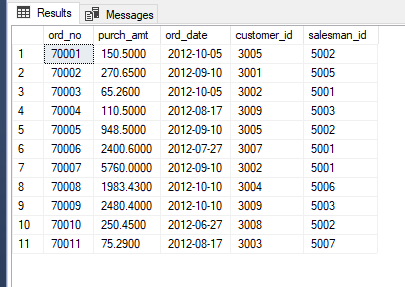 Results Messages
ord_no purch_amt ord_date customer_id salesman_id
1 70001 150.5000 2012-10-05 3005 5002
2 70002 270.6500 2012-09-10 3001 5005
3 70003 65.2600 2012-10-05 3002 5001
4 70004 110.5000 2012-08-17 3009 5003
5 70005 948.5000 2012-09-10 3005 5002
6 70006 2400.6000 2012-07-27 3007 5001
7 70007 5760.0000 2012-09-10 3002 5001
8 70008 1983.4300 2012-10-10 3004 5006
9 70009 2480.4000 2012-10-10 3009 5003
10 70010 250.4500 2012-06-27 3008 5002
11 70011 75.2900 2012-08-17 3003 5007